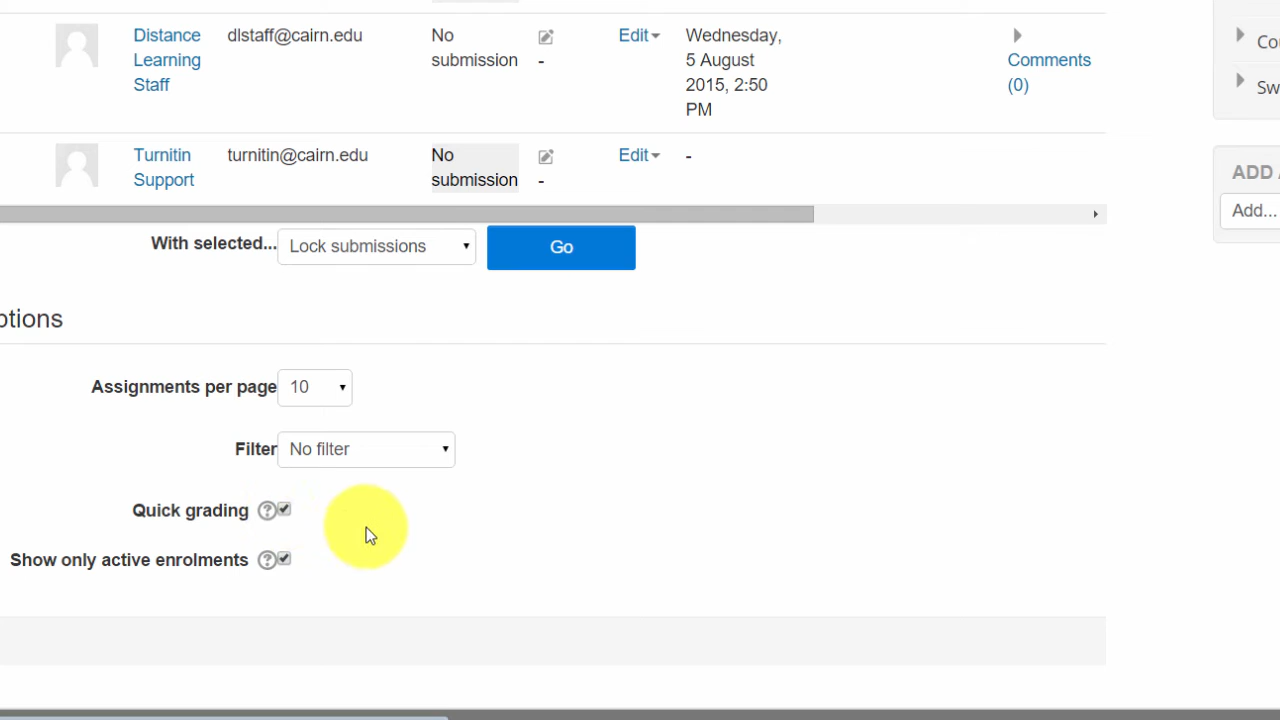 Distance Learning Staff
dlstaff@cairn.edu
No submission
-
Edit
Wednesday, 5 August 2015, 2:50 PM
Comments (0)
Turnitin Support
turnitin@cairn.edu
No submission
-
Edit
-
With selected...
Lock submissions
Go
ptions
Assignments per page
10
Filter
No filter
Quick grading
Show only active enrolments
Co
Sw
ADD
Add...